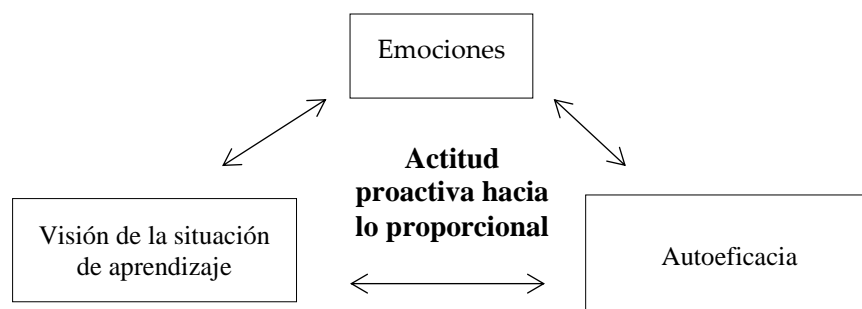 Emociones
Actitud
proactiva hacia
lo proporcional
Visión de la situación
de aprendizaje
Autoeficacia